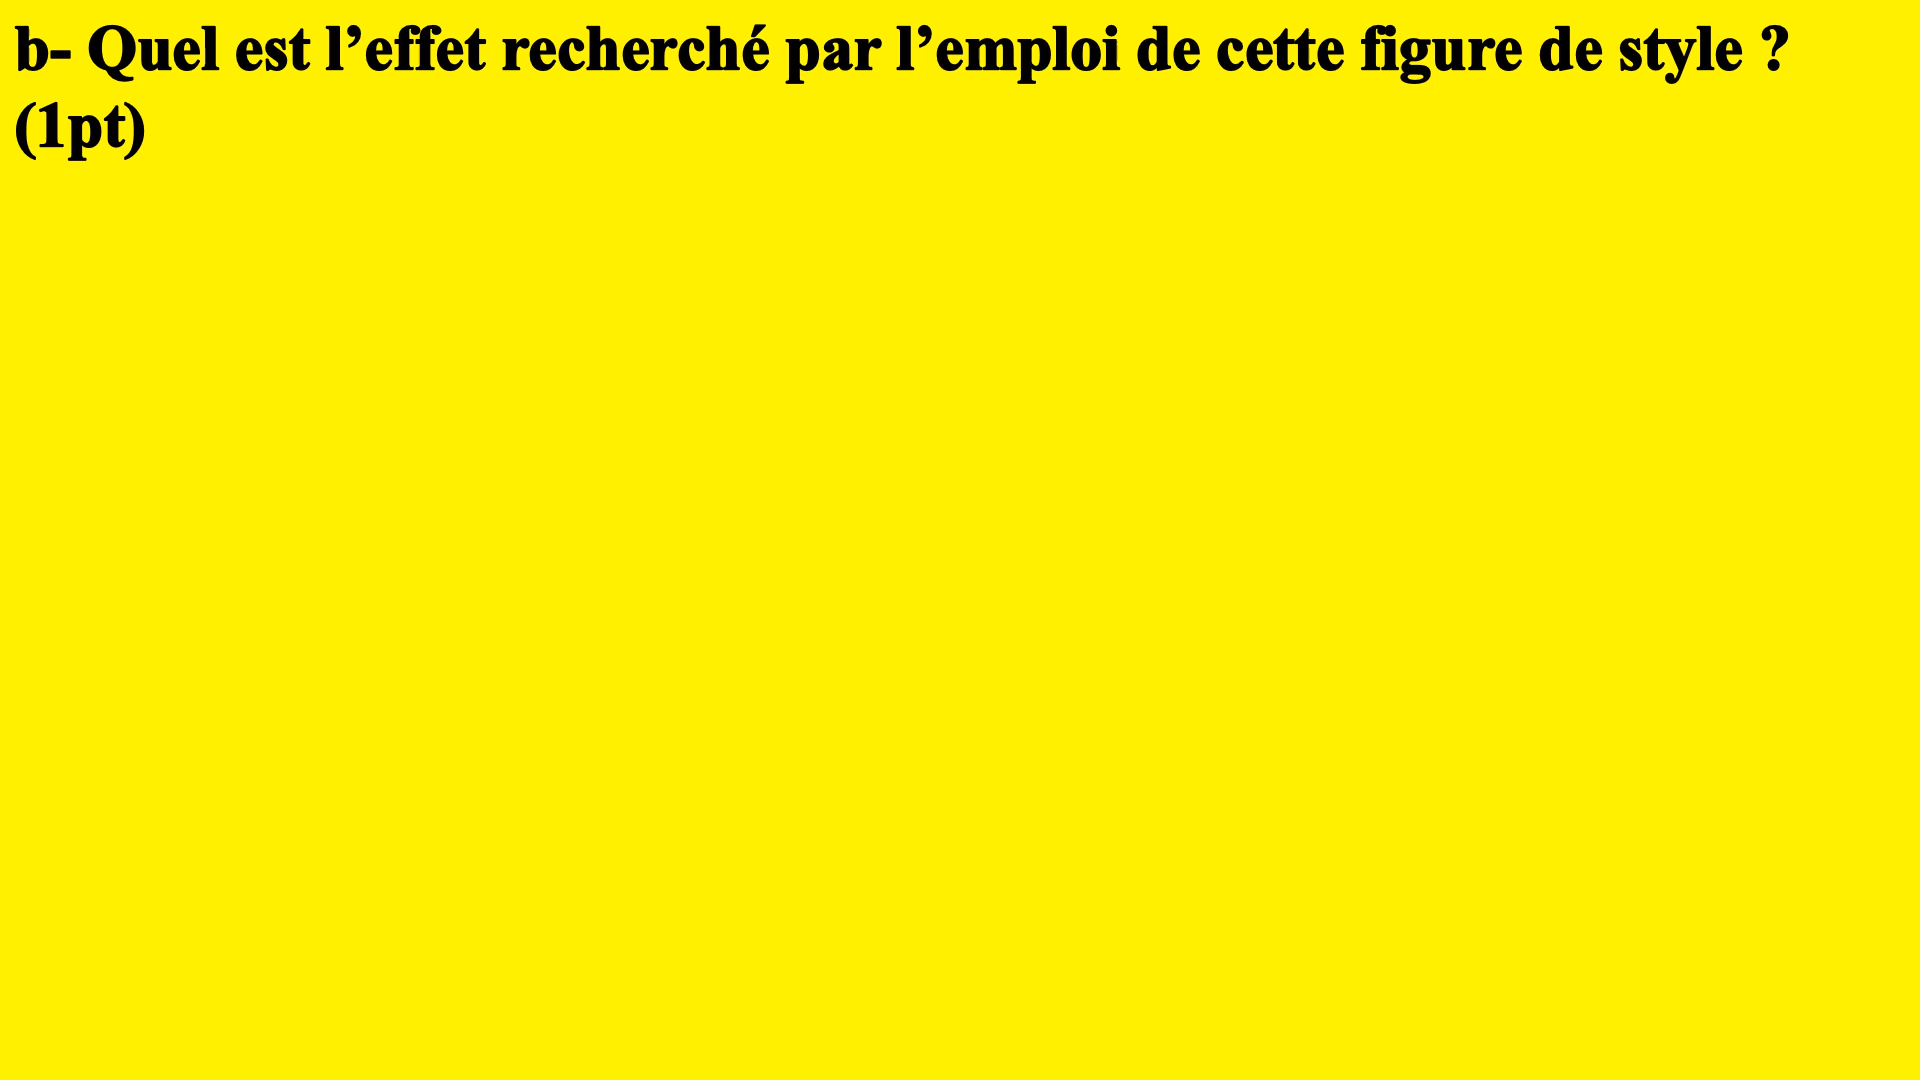 b- Quel est l’effet recherché par l’emploi de cette figure de style ?
(1pt)